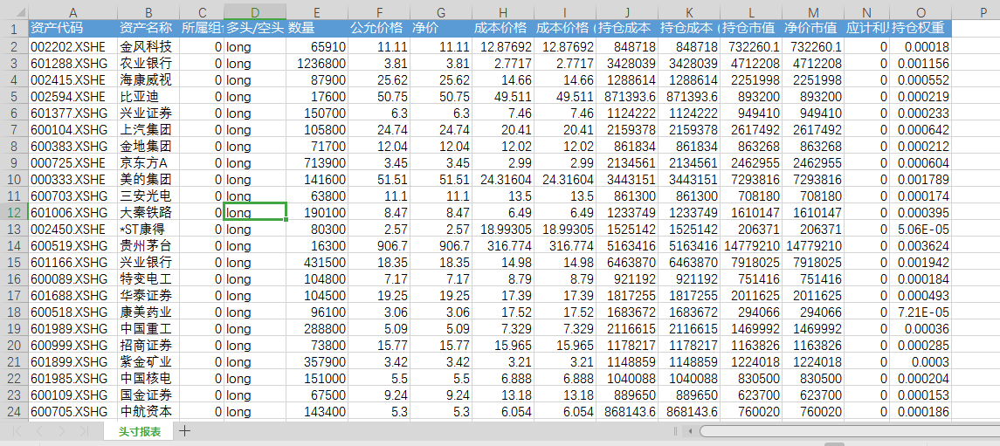 A B C D E F G H I J K L M N O P
1 资产代码 资产名称 所属组 多头/空头 数量 公允价格 净价 成本价格 成本价格 ( 持仓成本 持仓成本 ( 持仓市值 净价市值 应计利 持仓权重
2 002202.XSHE 金风科技 0 long 65910 11.11 11.11 12.87692 12.87692 848718 848718 732260.1 732260.1 0 0.00018
3 601288.XSHG 农业银行 0 long 1236800 3.81 3.81 2.7717 2.7717 3428039 3428039 4712208 4712208 0 0.001156
4 002415.XSHE 海康威视 0 long 87900 25.62 25.62 14.66 14.66 1288614 1288614 2251998 2251998 0 0.000552
5 002594.XSHE 比亚迪 0 long 17600 50.75 50.75 49.511 49.511 871393.6 871393.6 893200 893200 0 0.000219
6 601377.XSHG 兴业证券 0 long 150700 6.3 6.3 7.46 7.46 1124222 1124222 949410 949410 0 0.000233
7 600104.XSHG 上汽集团 0 long 105800 24.74 24.74 20.41 20.41 2159378 2159378 2617492 2617492 0 0.000642
8 600383.XSHG 金地集团 0 long 71700 12.04 12.04 12.02 12.02 861834 861834 863268 863268 0 0.000212
9 000725.XSHE 京东方A 0 long 713900 3.45 3.45 2.99 2.99 2134561 2134561 2462955 2462955 0 0.000604
10 000333.XSHE 美的集团 0 long 141600 51.51 51.51 24.31604 24.31604 3443151 3443151 7293816 7293816 0 0.001789
11 600703.XSHG 三安光电 0 long 63800 11.1 11.1 13.5 13.5 861300 861300 708180 708180 0 0.000174
12 601006.XSHG 大秦铁路 0 long 190100 8.47 8.47 6.49 6.49 1233749 1233749 1610147 1610147 0 0.000395
13 002450.XSHE *ST康得 0 long 80300 2.57 2.57 18.99305 18.99305 1525142 1525142 206371 206371 0 5.06E-05
14 600519.XSHG 贵州茅台 0 long 16300 906.7 906.7 316.774 316.774 5163416 5163416 14779210 14779210 0 0.003624
15 601166.XSHG 兴业银行 0 long 431500 18.35 18.35 14.98 14.98 6463870 6463870 7918025 7918025 0 0.001942
16 600089.XSHG 特变电工 0 long 104800 7.17 7.17 8.79 8.79 921192 921192 751416 751416 0 0.000184
17 601688.XSHG 华泰证券 0 long 104500 19.25 19.25 17.39 17.39 1817255 1817255 2011625 2011625 0 0.000493
18 600518.XSHG 康美药业 0 long 96100 3.06 3.06 17.52 17.52 1683672 1683672 294066 294066 0 7.21E-05
19 601989.XSHG 中国重工 0 long 288800 5.09 5.09 7.329 7.329 2116615 2116615 1469992 1469992 0 0.00036
20 600999.XSHG 招商证券 0 long 73800 15.77 15.77 15.965 15.965 1178217 1178217 1163826 1163826 0 0.000285
21 601899.XSHG 紫金矿业 0 long 357900 3.42 3.42 3.21 3.21 1148859 1148859 1224018 1224018 0 0.0003
22 601985.XSHG 中国核电 0 long 151000 5.5 5.5 6.888 6.888 1040088 1040088 830500 830500 0 0.000204
23 600109.XSHG 国金证券 0 long 67500 9.24 9.24 13.18 13.18 889650 889650 623700 623700 0 0.000153
24 600705.XSHG 中航资本 0 long 143400 5.3 5.3 6.054 6.054 868143.6 868143.6 760020 760020 0 0.000186
头寸报表